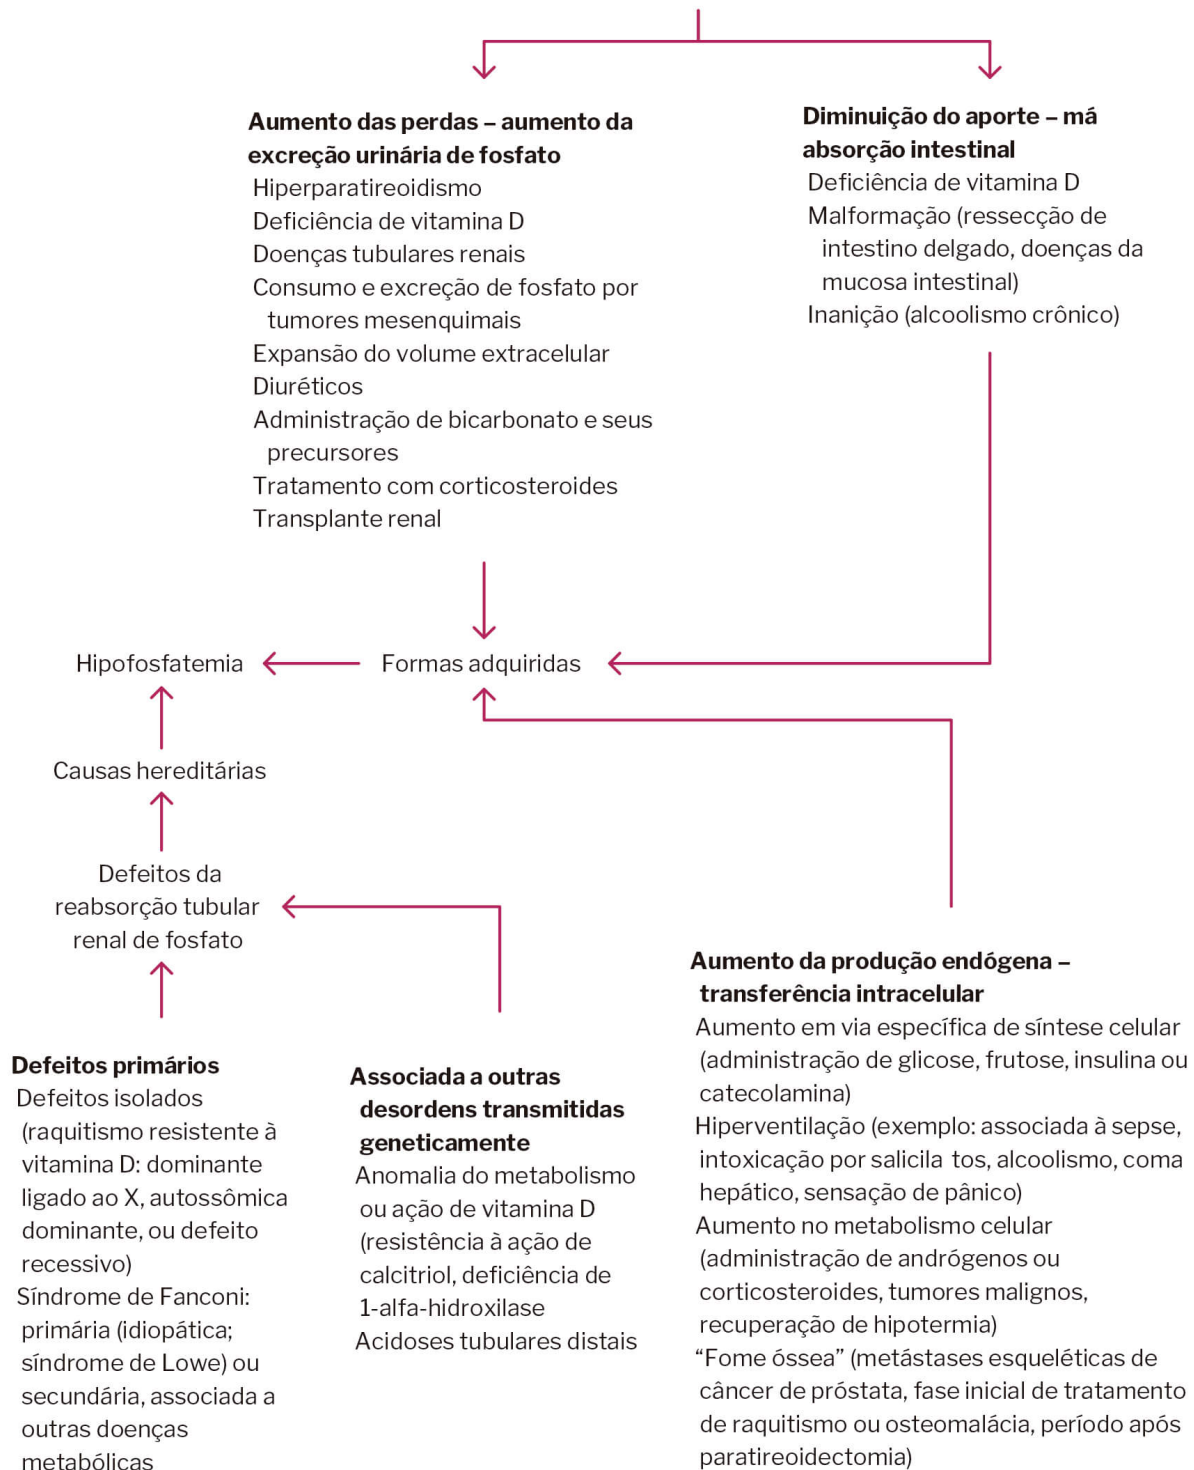 Aumento das perdas – aumento da
excreção urinária de fosfato
Hiperparatireoidismo
Deficiência de vitamina D
Doenças tubulares renais
Consumo e excreção de fosfato por
tumores mesenquimais
Expansão do volume extracelular
Diuréticos
Administração de bicarbonato e seus
precursores
Tratamento com corticosteroides
Transplante renal
Diminuição do aporte – má
absorção intestinal
Deficiência de vitamina D
Malformação (ressecção de
intestino delgado, doenças da
mucosa intestinal)
Inanição (alcoolismo crônico)
Hipofosfatemia
Formas adquiridas
Causas hereditárias
Defeitos da
reabsorção tubular
renal de fosfato
Defeitos primários
Defeitos isolados
(raquitismo resistente à
vitamina D: dominante
ligado ao X, autossômica
dominante, ou defeito
recessivo)
Síndrome de Fanconi:
primária (idiopática;
síndrome de Lowe) ou
secundária, associada a
outras doenças
metabólicas
Associada a outras
desordens transmitidas
geneticamente
Anomalia do metabolismo
ou ação de vitamina D
(resistência à ação de
calcitriol, deficiência de
1-alfa-hidroxilase
Acidoses tubulares distais
Aumento da produção endógena –
transferência intracelular
Aumento em via específica de síntese celular
(administração de glicose, frutose, insulina ou
catecolamina)
Hiperventilação (exemplo: associada à sepse,
intoxicação por salicila tos, alcoolismo, coma
hepático, sensação de pânico)
Aumento no metabolismo celular
(administração de andrógenos ou
corticosteroides, tumores malignos,
recuperação de hipotermia)
“Fome óssea” (metástases esqueléticas de
câncer de próstata, fase inicial de tratamento
de raquitismo ou osteomalácia, período após
paratireoidectomia)